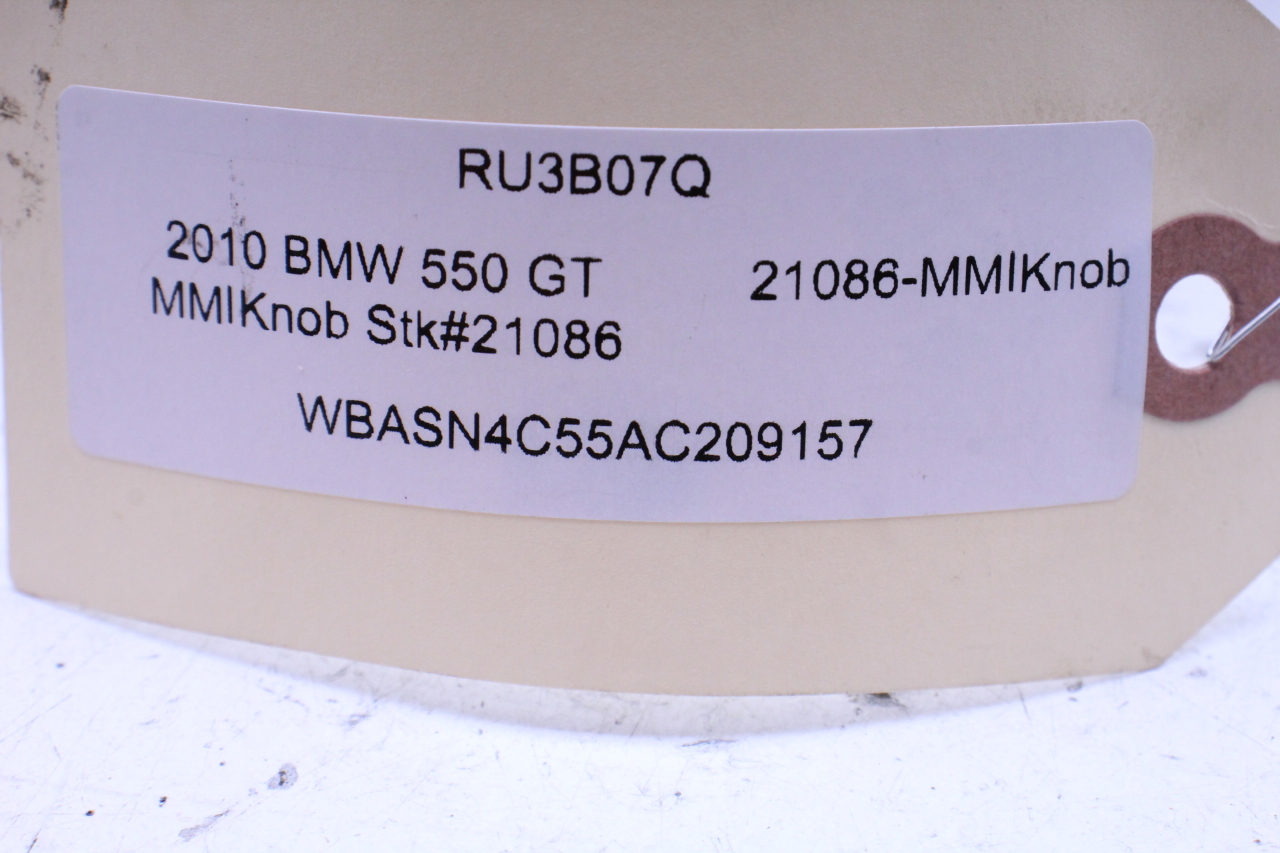 RU3B07Q
2010 BMW 550 GT
MMIKnob Stk#21086
21086-MMIKnob
WBASN4C55AC209157